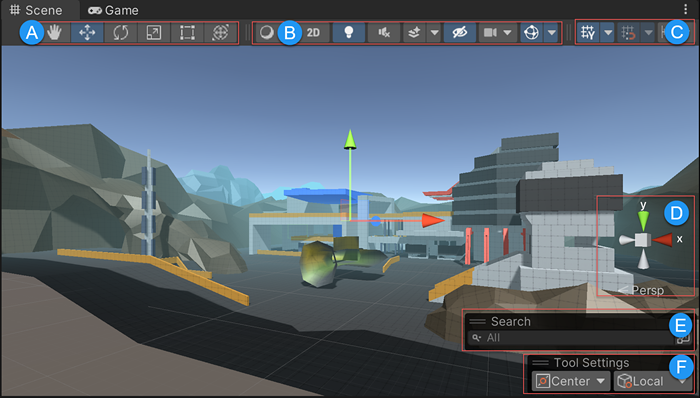 Scene Game
A B 2D C
y D
x
< Persp
Search E
All
Tool Settings F
Center Local